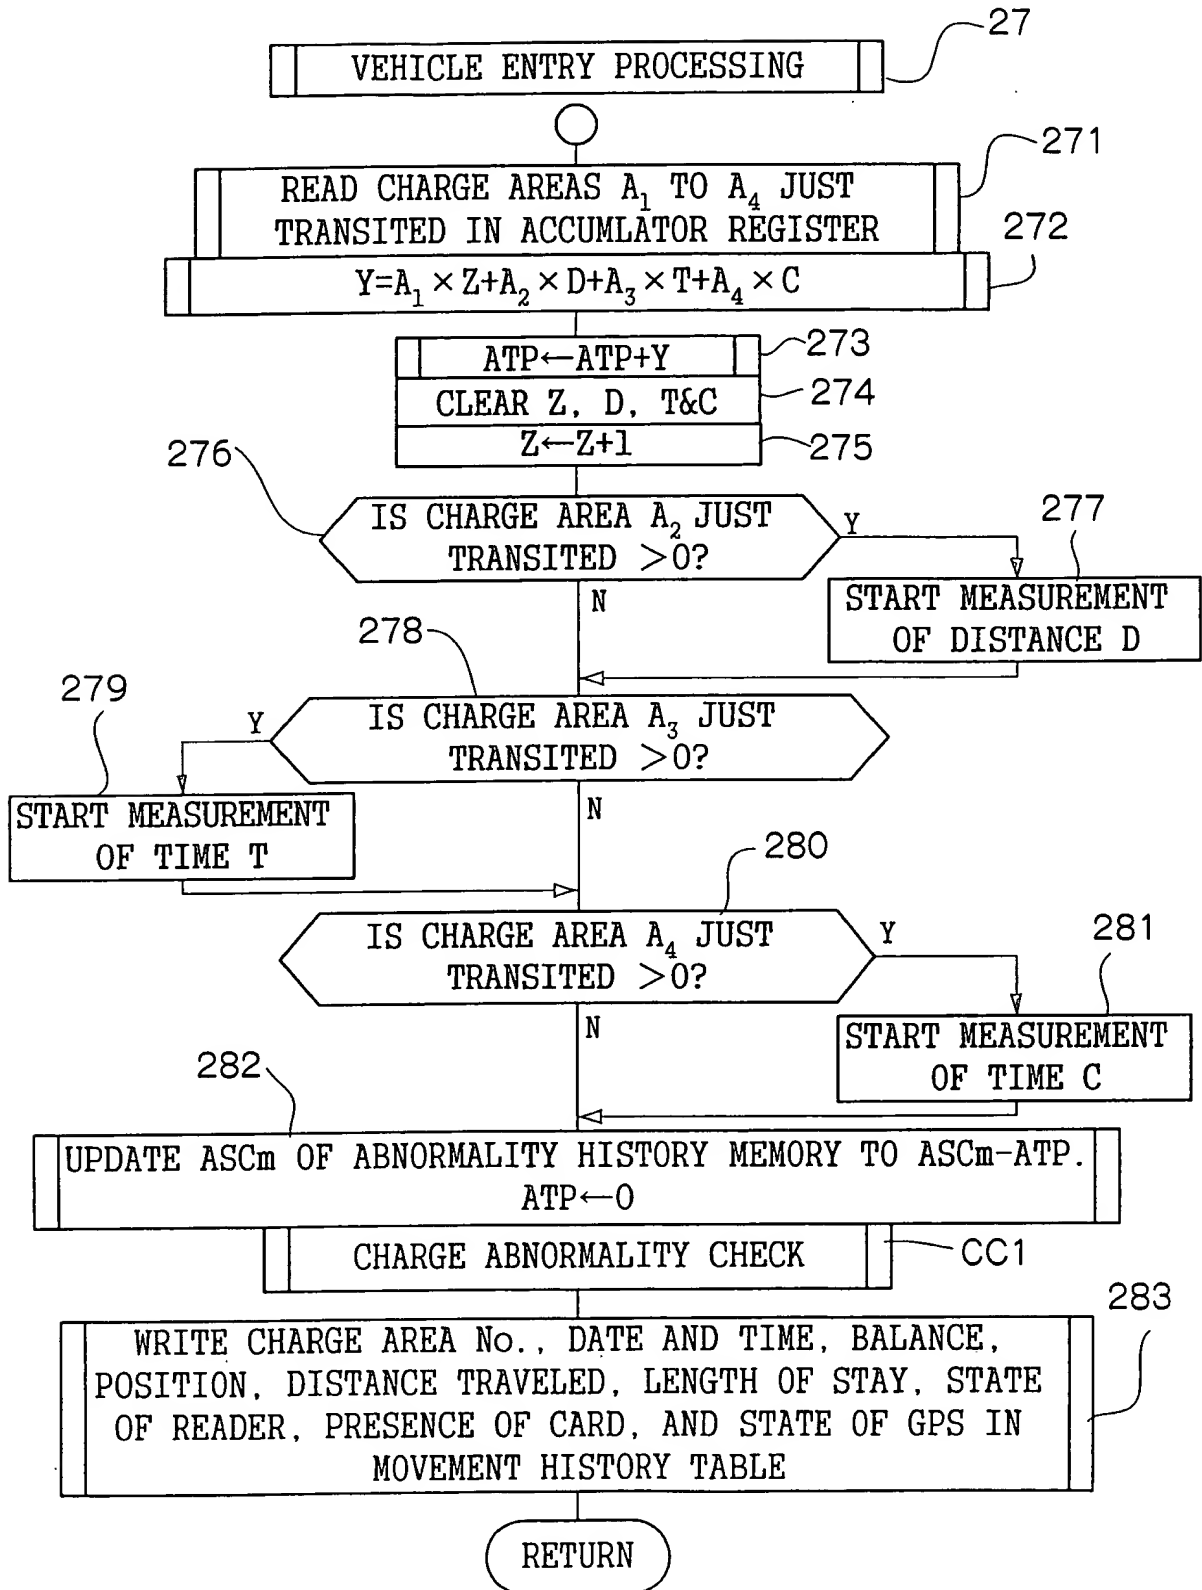 27
VEHICLE ENTRY PROCESSING
271
READ CHARGE AREAS A₁ TO A₄ JUST
TRANSITED IN ACCUMLATOR REGISTER
272
Y=A₁×Z+A₂×D+A₃×T+A₄×C
ATP←ATP+Y
273
CLEAR Z, D, T&C
274
Z←Z+1
275
276
IS CHARGE AREA A₂ JUST
TRANSITED >0?
Y
N
277
START MEASUREMENT
OF DISTANCE D
278
IS CHARGE AREA A₃ JUST
TRANSITED >0?
Y
N
279
START MEASUREMENT
OF TIME T
280
IS CHARGE AREA A₄ JUST
TRANSITED >0?
Y
N
281
START MEASUREMENT
OF TIME C
282
UPDATE ASCm OF ABNORMALITY HISTORY MEMORY TO ASCm-ATP.
ATP←0
CHARGE ABNORMALITY CHECK
CC1
283
WRITE CHARGE AREA No., DATE AND TIME, BALANCE,
POSITION, DISTANCE TRAVELED, LENGTH OF STAY, STATE
OF READER, PRESENCE OF CARD, AND STATE OF GPS IN
MOVEMENT HISTORY TABLE
RETURN